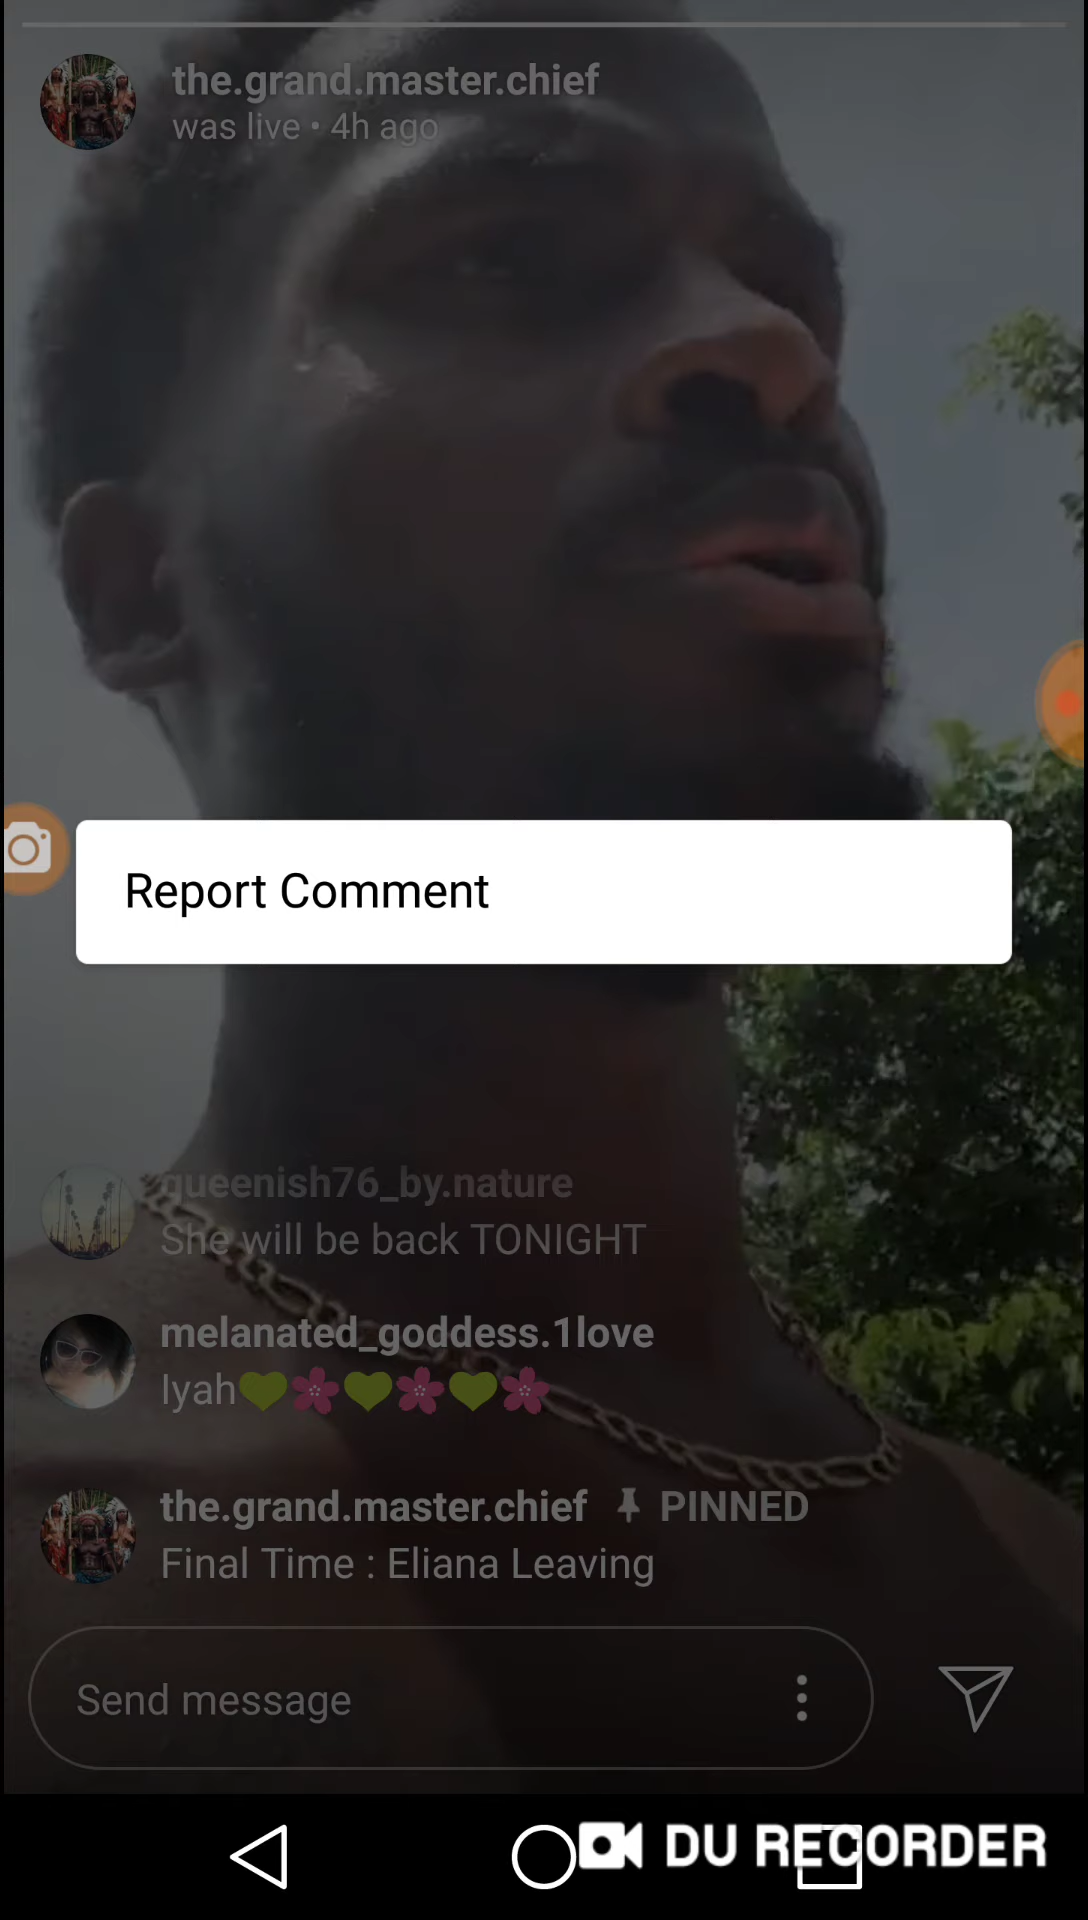 the.grand.master.chief
was live • 4h ago
Report Comment
queenish76_by.nature
She will be back TONIGHT
melanated_goddess.1love
Iyah
the.grand.master.chief PINNED
Final Time : Eliana Leaving
Send message
DU RECORDER